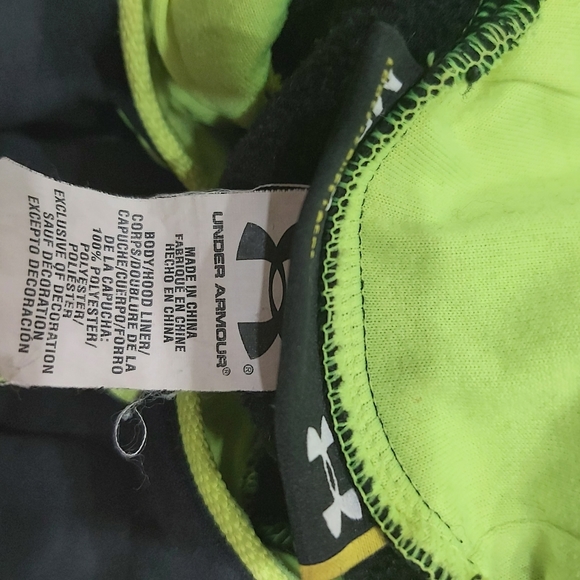 UNDER ARMOUR®
MADE IN CHINA
FABRIQUÉ EN CHINE
HECHO EN CHINA
BODY/HOOD LINER/
CORPS/DOUBLURE DE LA
CAPUCHE/CUERPO/FORRO
DE LA CAPUCHA:
100% POLYESTER/
POLYESTER/
POLIESTER
EXCLUSIVE OF DECORATION
SAUF DÉCORATION
EXCEPTO DECORACIÓN